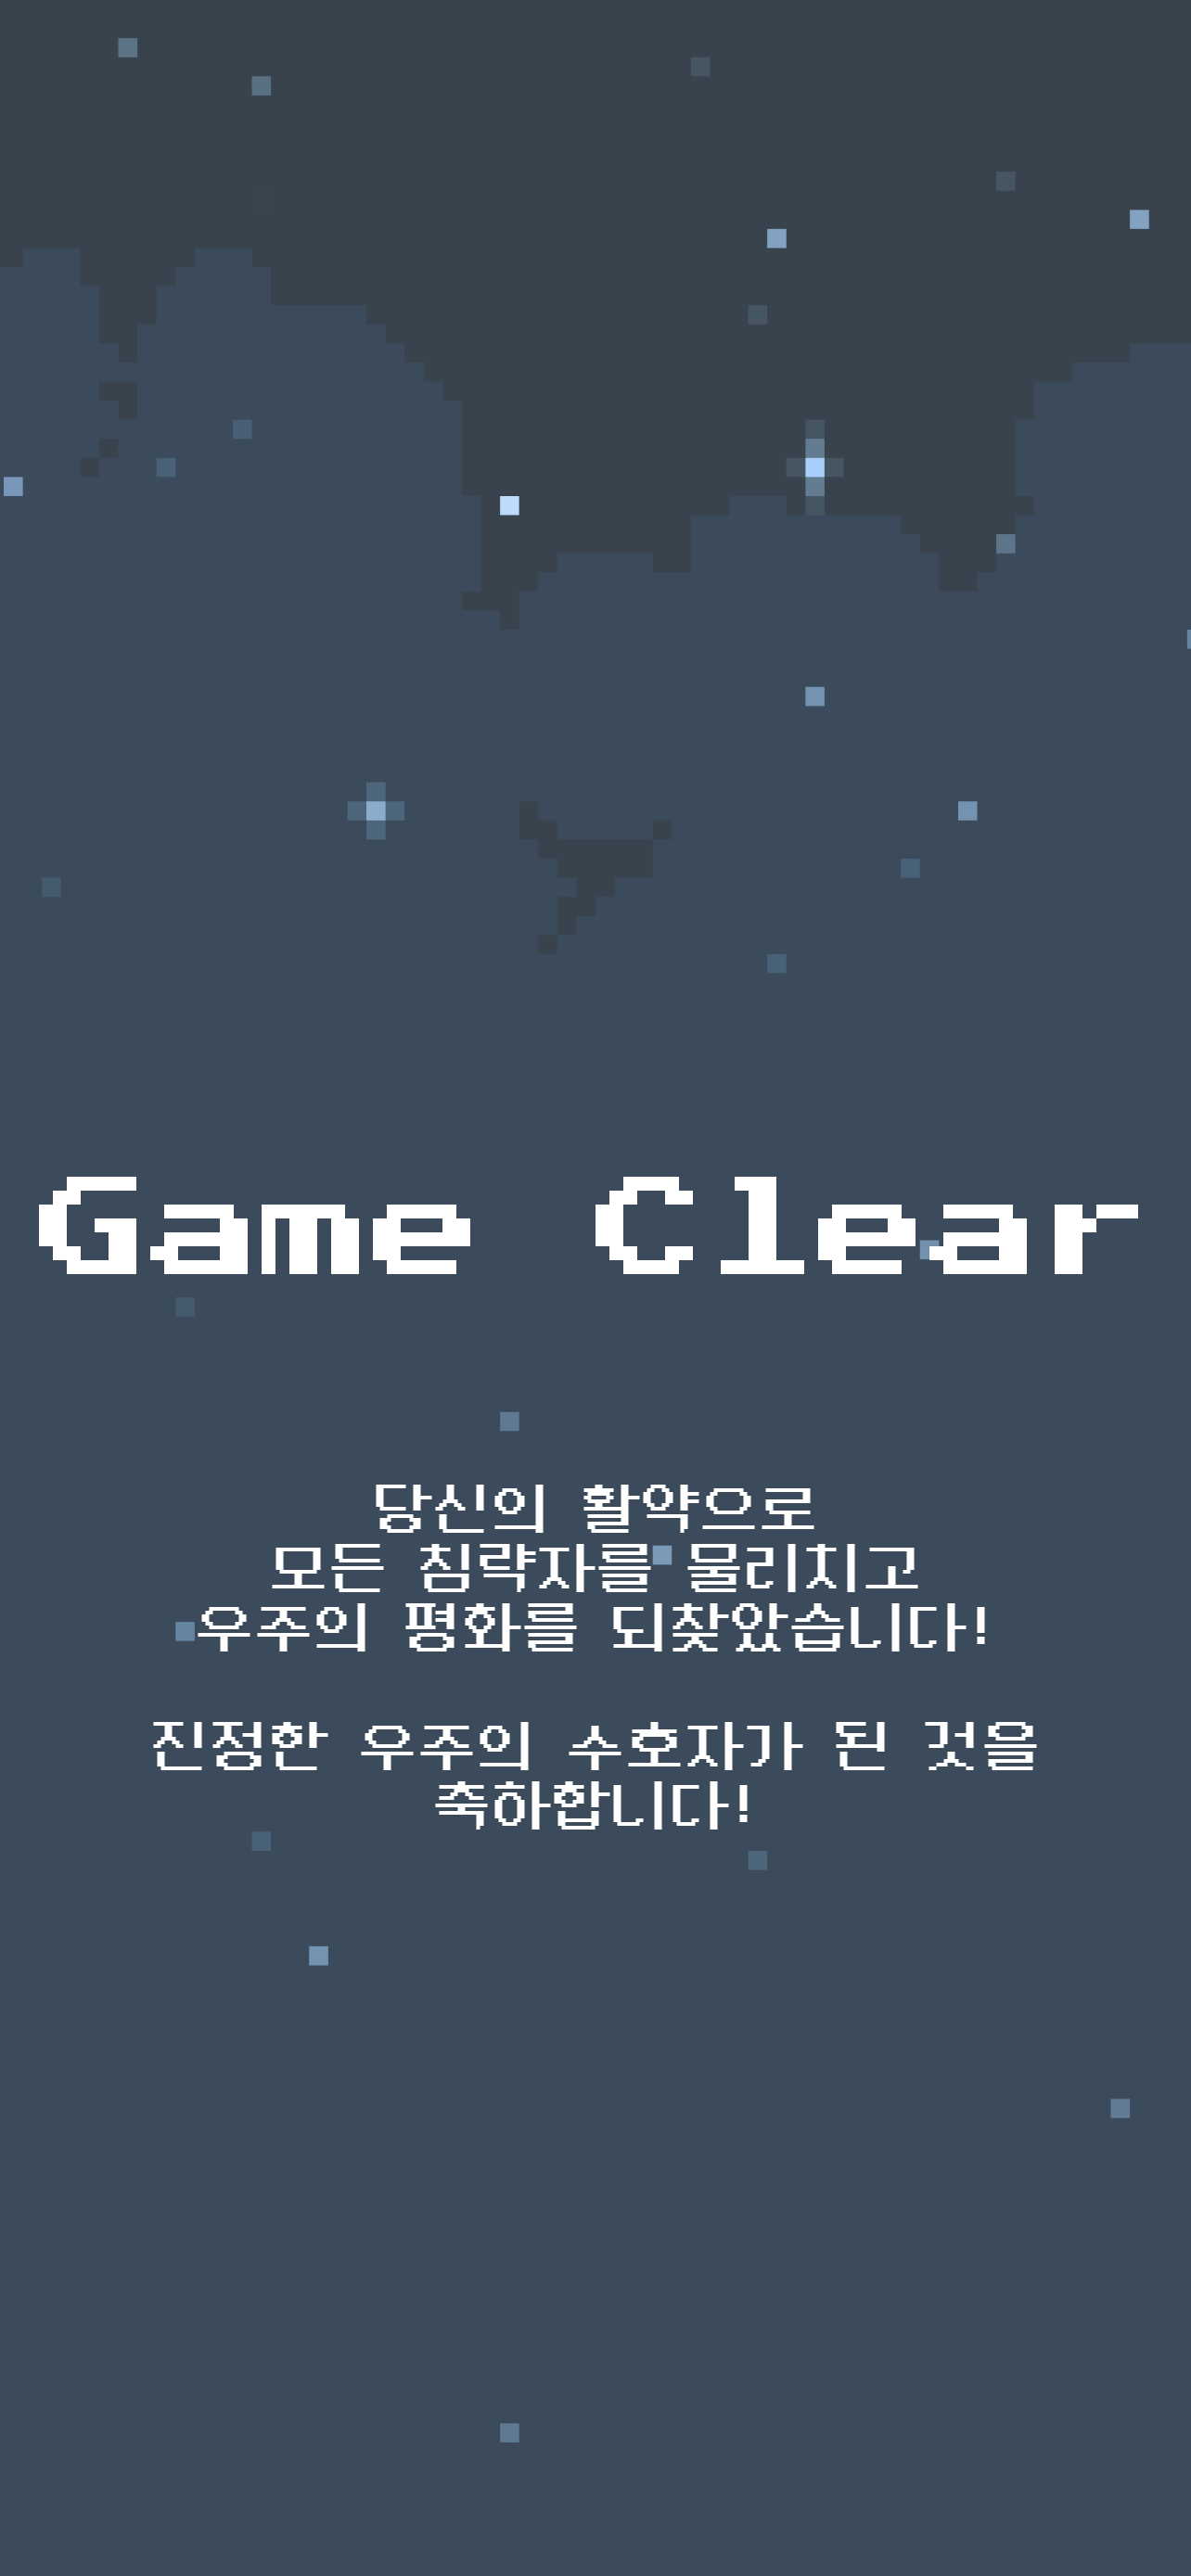 Game Clear
당신의 활약으로
모든 침략자를 물리치고
우주의 평화를 되찾았습니다!
진정한 우주의 수호자가 된 것을
축하합니다!